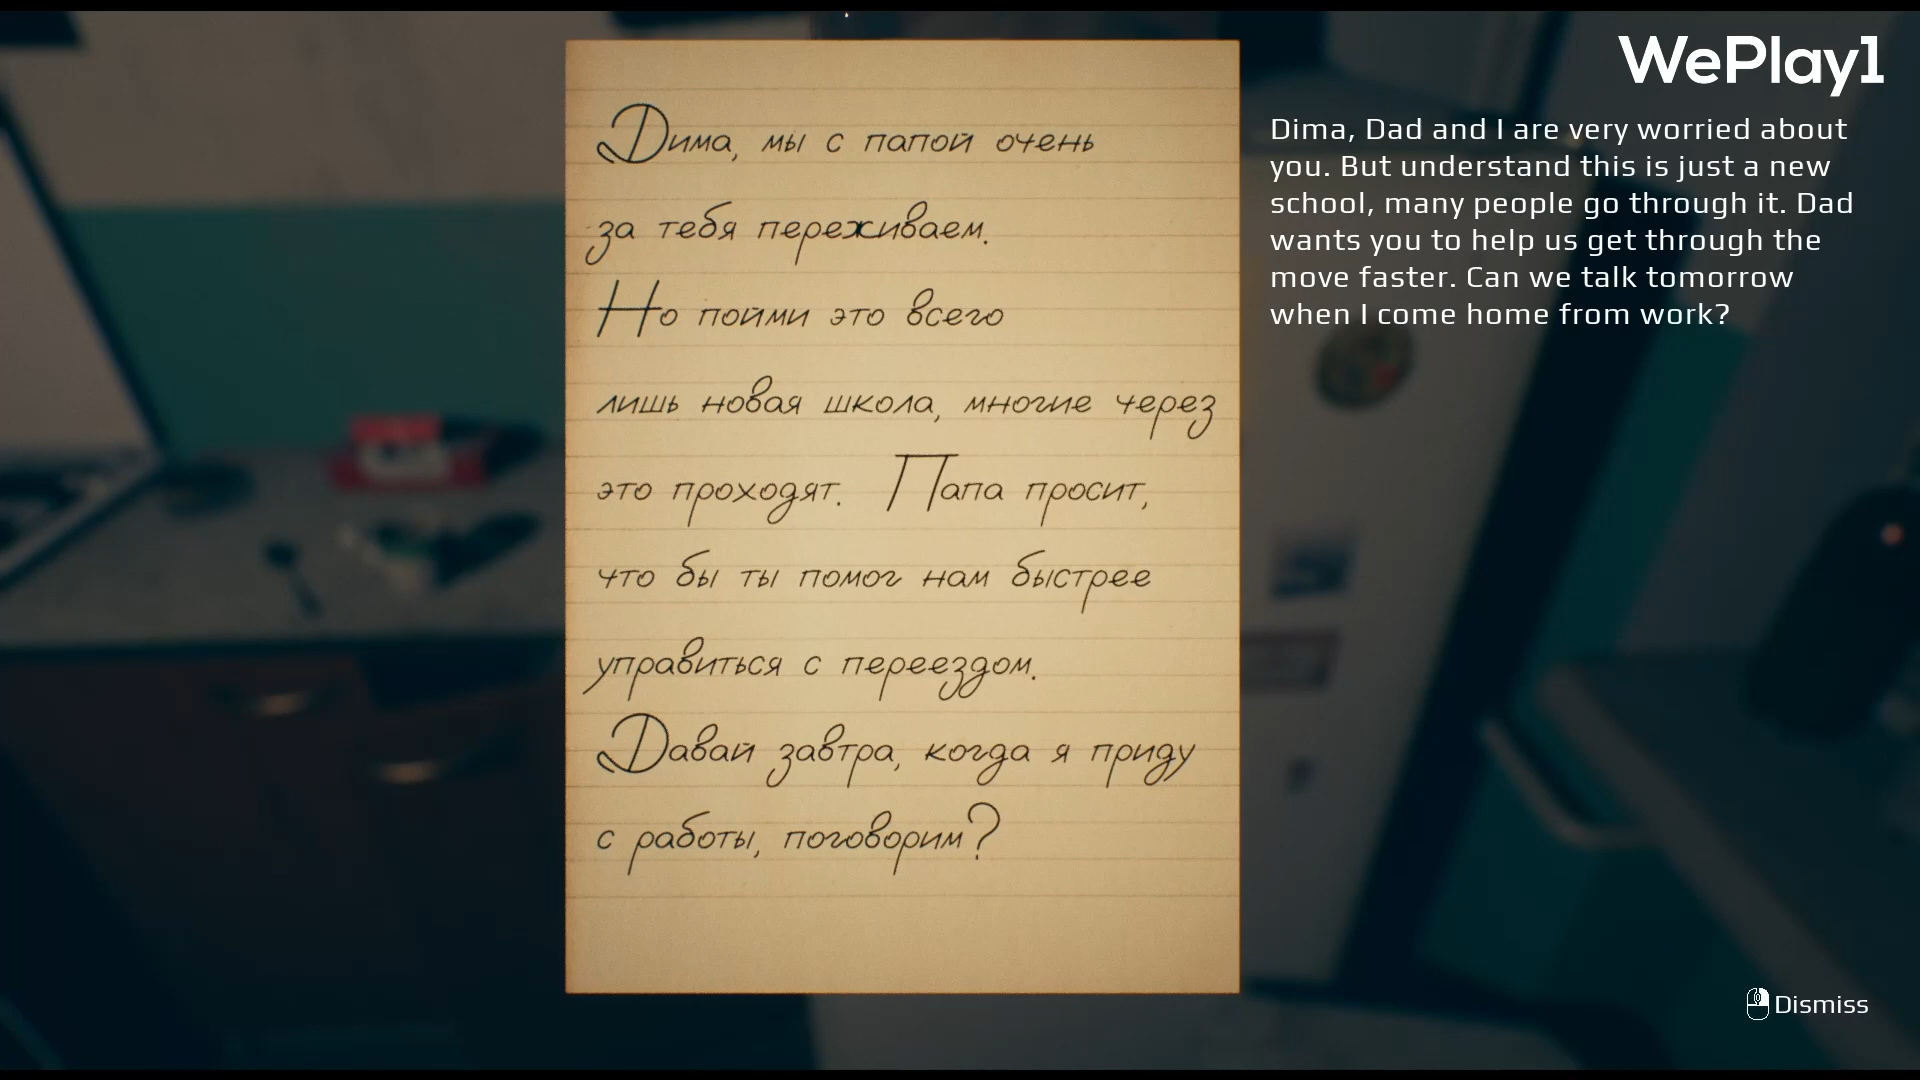 WePlay1
Дима, мы с папой очень
за тебя переживаем.
Но пойми это всего
лишь новая школа, многие через
это проходят. Папа просит,
что бы ты помог нам быстрее
управиться с переездом.
Давай завтра, когда я приду
с работы, поговорим?
Dima, Dad and I are very worried about
you. But understand this is just a new
school, many people go through it. Dad
wants you to help us get through the
move faster. Can we talk tomorrow
when I come home from work?
Dismiss